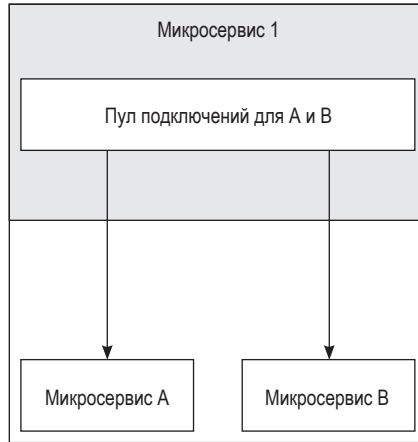 Микросервис 1
Пул подключений для A и B
Микросервис A
Микросервис B